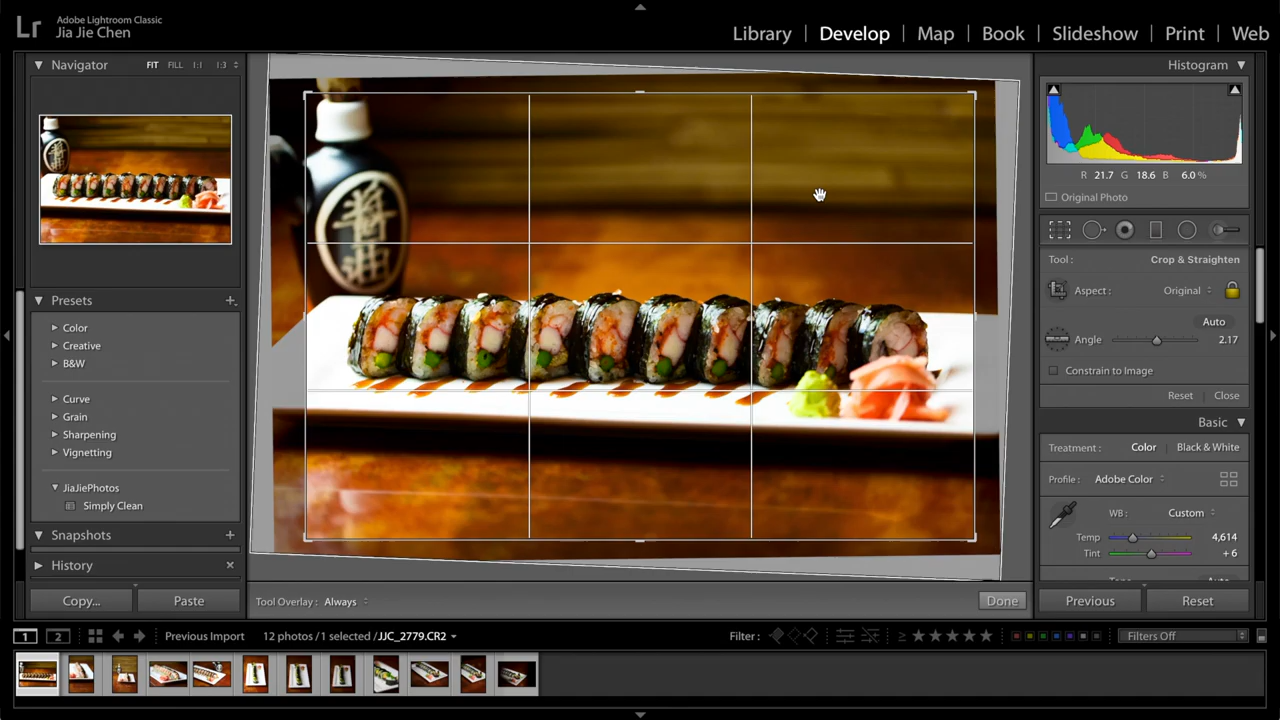 Lr
Adobe Lightroom Classic
Jia Jie Chen
Library | Develop | Map | Book | Slideshow | Print | Web
Navigator FIT FILL 1:1 1:3
Presets
Color
Creative
B&W
Curve
Grain
Sharpening
Vignetting
JiaJiePhotos
Simply Clean
Snapshots
History
Copy... Paste
醬油
Tool Overlay : Always
Done
Histogram
R 21.7 G 18.6 B 6.0 %
Original Photo
Tool : Crop & Straighten
Aspect : Original
Auto
Angle 2.17
Constrain to Image
Reset Close
Basic
Treatment : Color | Black & White
Profile : Adobe Color
WB : Custom
Temp 4,614
Tint + 6
Previous Reset
1 2 Previous Import 12 photos / 1 selected / JJC_2779.CR2 Filter : Filters Off